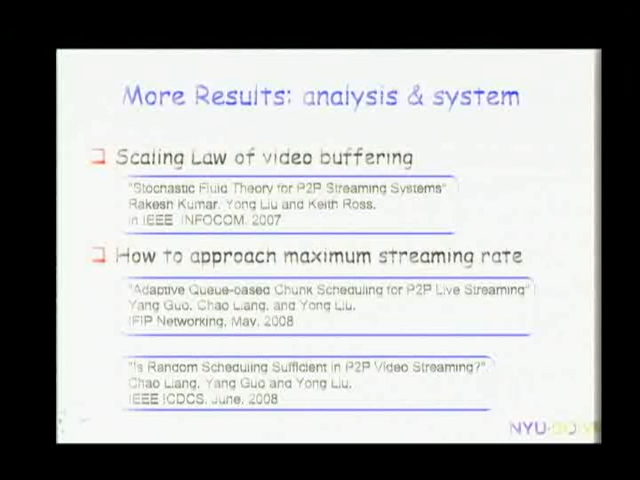 More Results: analysis & system
Scaling Law of video buffering
"Stochastic Fluid Theory for P2P Streaming Systems"
Rakesh Kumar, Yong Liu and Keith Ross,
in IEEE INFOCOM, 2007
How to approach maximum streaming rate
"Adaptive Queue-based Chunk Scheduling for P2P Live Streaming"
Yang Guo, Chao Liang, and Yong Liu,
IFIP Networking, May, 2008
"Is Random Scheduling Sufficient in P2P Video Streaming?"
Chao Liang, Yang Guo and Yong Liu,
IEEE ICDCS, June, 2008